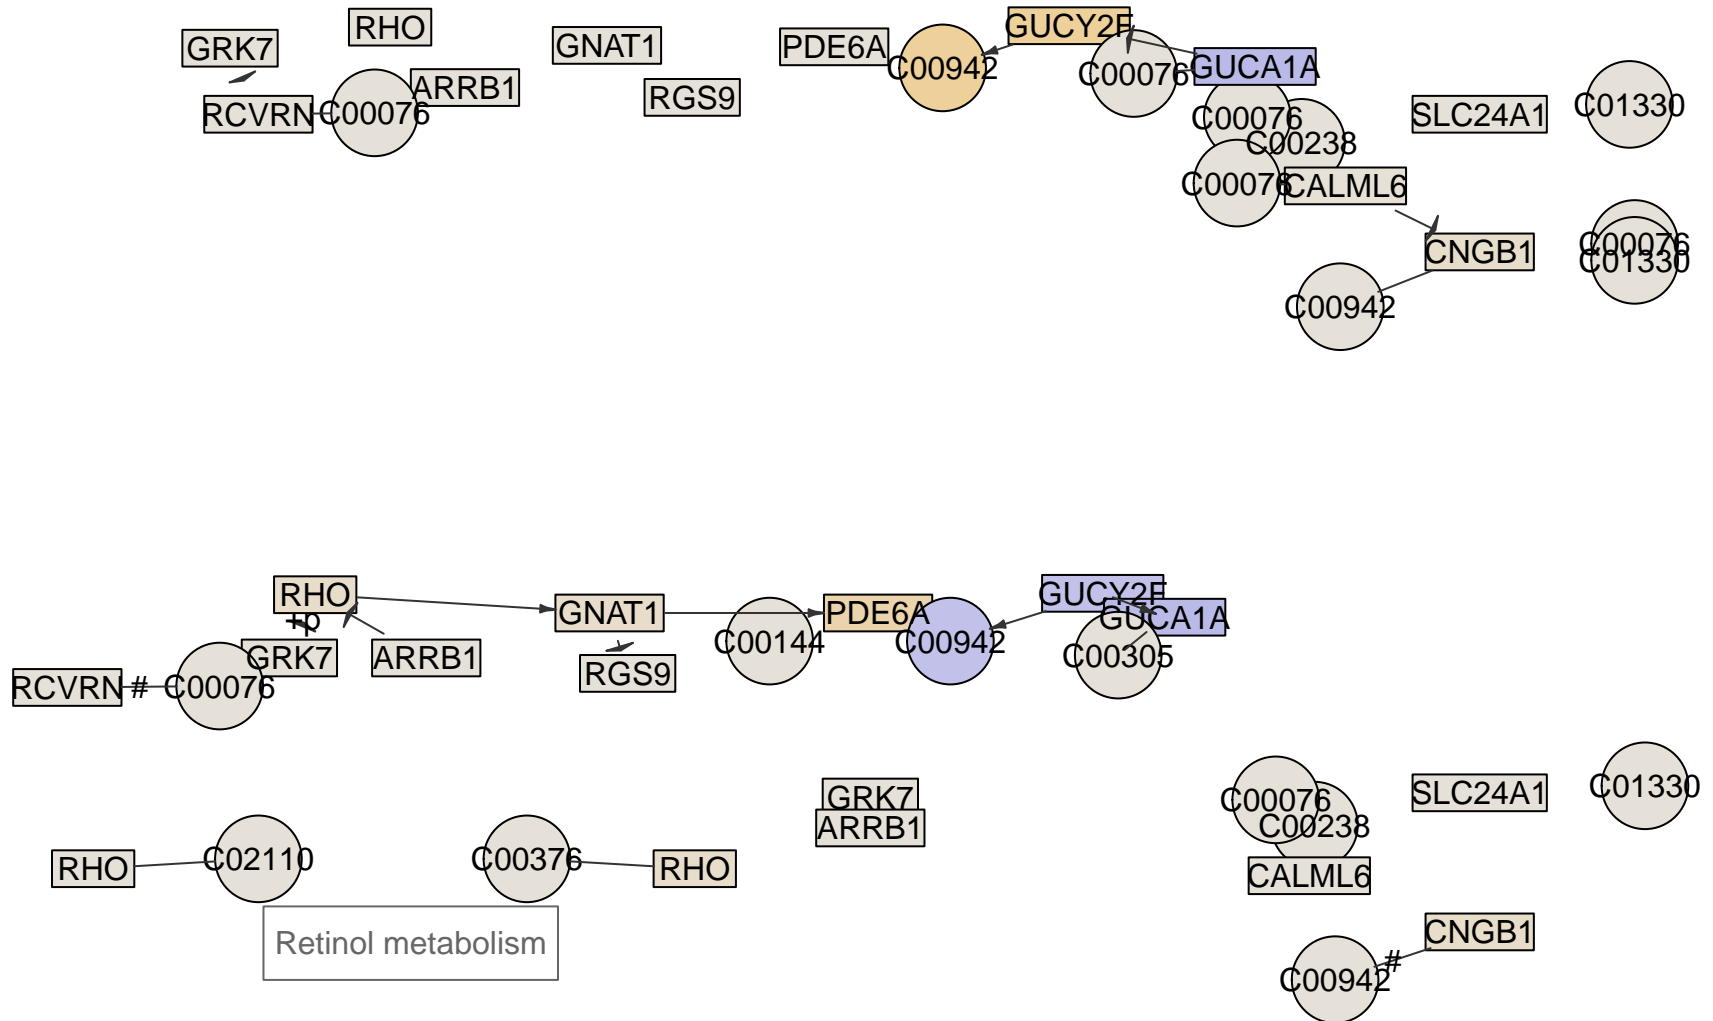 RHO
GRK7
GNAT1
PDE6A
GUCY2F
C00942
C00076
GUCA1A
ARRB1
RGS9
RCVRN
C00076
C00076
C00238
SLC24A1
C01330
C00076
CALML6
CNGB1
C00076
C01330
C00942
RHO
+p
GNAT1
PDE6A
GUCY2F
GUCA1A
GRK7
ARRB1
RGS9
C00144
C00942
C00305
RCVRN
#
C00076
GRK7
ARRB1
C00076
C00238
SLC24A1
C01330
RHO
C02110
C00376
RHO
CALML6
Retinol metabolism
CNGB1
#
C00942